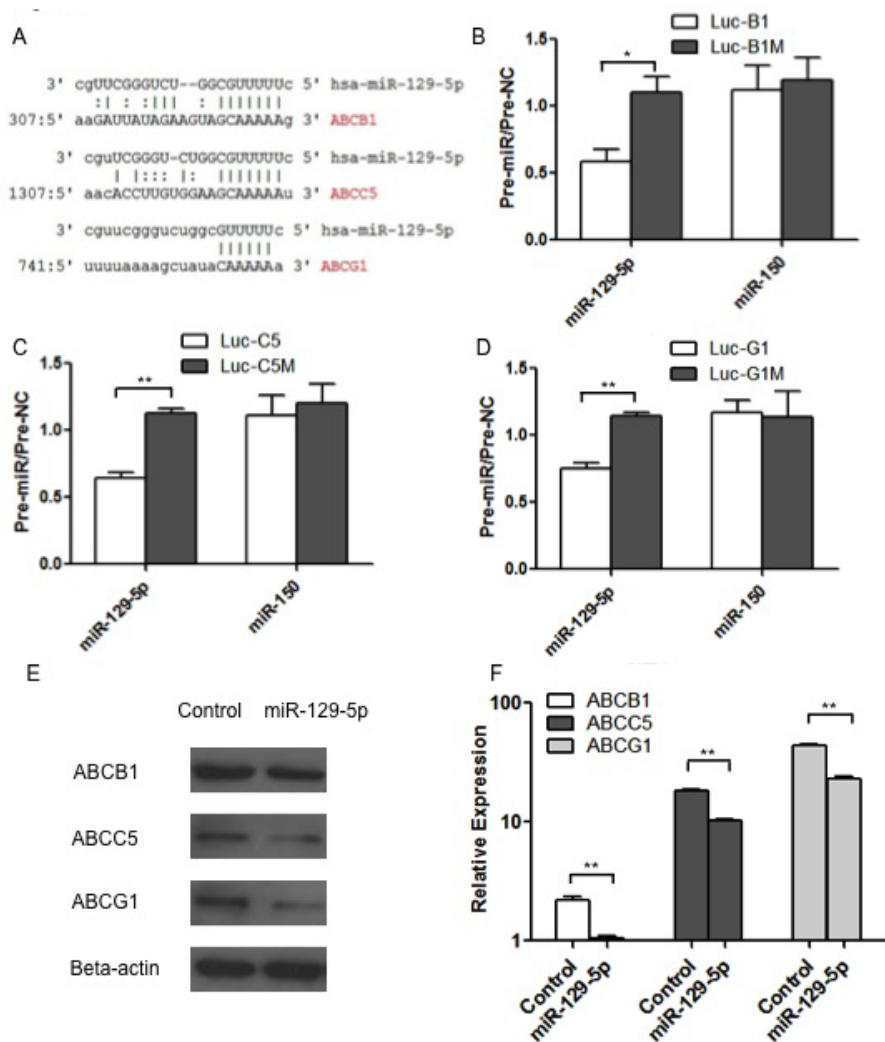 A
3' cgUUCGGGUCU--GGCGUUUUUc 5' hsa-miR-129-5p
:| : :||| : |||||||
307:5' aaGAUUAUAGAAGUAGCAAAAAg 3' ABCB1
3' cguUCGGGU-CUGGCGUUUUUc 5' hsa-miR-129-5p
| |::: |: |||||||
1307:5' aacACCUUGUGGAAGCAAAAAu 3' ABCC5
3' cguucgggucuggcGUUUUUc 5' hsa-miR-129-5p
||||||
741:5' uuuuaaaagcuauaCAAAAAa 3' ABCG1
B
Luc-B1
Luc-B1M
Pre-miR/Pre-NC
1.5
1.0
0.5
0.0
*
miR-129-5p
miR-150
C
Luc-C5
Luc-C5M
Pre-miR/Pre-NC
1.5
1.0
0.5
0.0
**
miR-129-5p
miR-150
D
Luc-G1
Luc-G1M
Pre-miR/Pre-NC
1.5
1.0
0.5
0.0
**
miR-129-5p
miR-150
E
Control miR-129-5p
ABCB1
ABCC5
ABCG1
Beta-actin
F
ABCB1
ABCC5
ABCG1
Relative Expression
100
10
1
**
**
**
Control
miR-129-5p
Control
miR-129-5p
Control
miR-129-5p